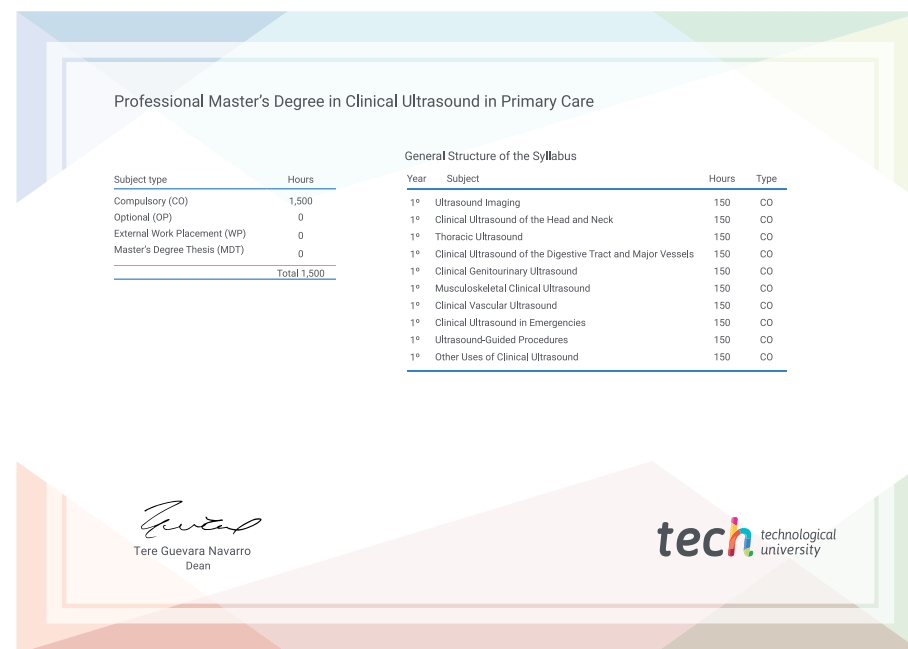 Professional Master's Degree in Clinical Ultrasound in Primary Care
Subject type Hours
Compulsory (CO) 1,500
Optional (OP) 0
External Work Placement (WP) 0
Master's Degree Thesis (MDT) 0
Total 1,500
General Structure of the Syllabus
Year Subject Hours Type
1º Ultrasound Imaging 150 CO
1º Clinical Ultrasound of the Head and Neck 150 CO
1º Thoracic Ultrasound 150 CO
1º Clinical Ultrasound of the Digestive Tract and Major Vessels 150 CO
1º Clinical Genitourinary Ultrasound 150 CO
1º Musculoskeletal Clinical Ultrasound 150 CO
1º Clinical Vascular Ultrasound 150 CO
1º Clinical Ultrasound in Emergencies 150 CO
1º Ultrasound-Guided Procedures 150 CO
1º Other Uses of Clinical Ultrasound 150 CO
Tere Guevara Navarro
Dean
tech technological
university